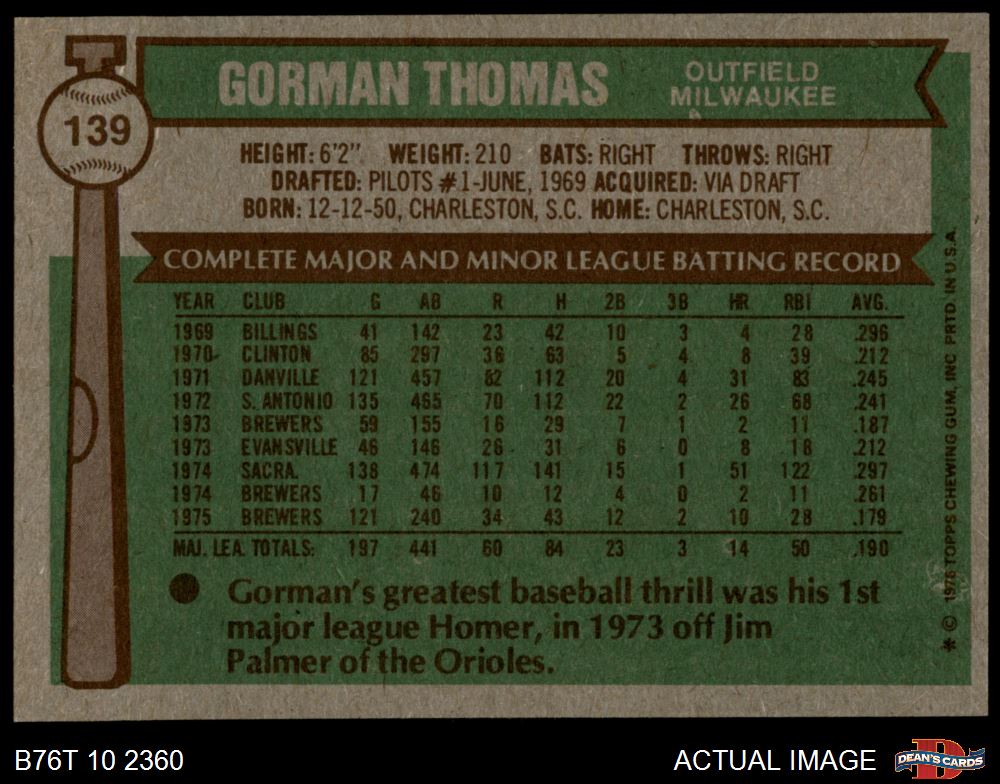 139
GORMAN THOMAS
OUTFIELD
MILWAUKEE
HEIGHT: 6'2". WEIGHT: 210 BATS: RIGHT THROWS: RIGHT
DRAFTED: PILOTS #1-JUNE, 1969 ACQUIRED: VIA DRAFT
BORN: 12-12-50, CHARLESTON, S.C. HOME: CHARLESTON, S.C.
COMPLETE MAJOR AND MINOR LEAGUE BATTING RECORD
YEAR CLUB G AB R H 2B 3B HR RBI AVG.
1969 BILLINGS 41 142 23 42 10 3 4 28 .296
1970 CLINTON 85 297 36 63 5 4 8 39 .212
1971 DANVILLE 121 457 82 112 20 4 31 83 .245
1972 S. ANTONIO 135 465 70 112 22 2 26 68 .241
1973 BREWERS 59 155 16 29 7 1 2 11 .187
1973 EVANSVILLE 46 146 26 31 6 0 8 18 .212
1974 SACRA. 138 474 117 141 15 1 51 122 .297
1974 BREWERS 17 46 10 12 4 0 2 11 .261
1975 BREWERS 121 240 34 43 12 2 10 28 .179
MAJ. LEA. TOTALS: 197 441 60 84 23 3 14 50 .190
Gorman's greatest baseball thrill was his 1st
major league Homer, in 1973 off Jim
Palmer of the Orioles.
* © 1976 TOPPS CHEWING GUM, INC PRTD. IN U.S.A.
B76T 10 2360
ACTUAL IMAGE
DEAN'S CARDS